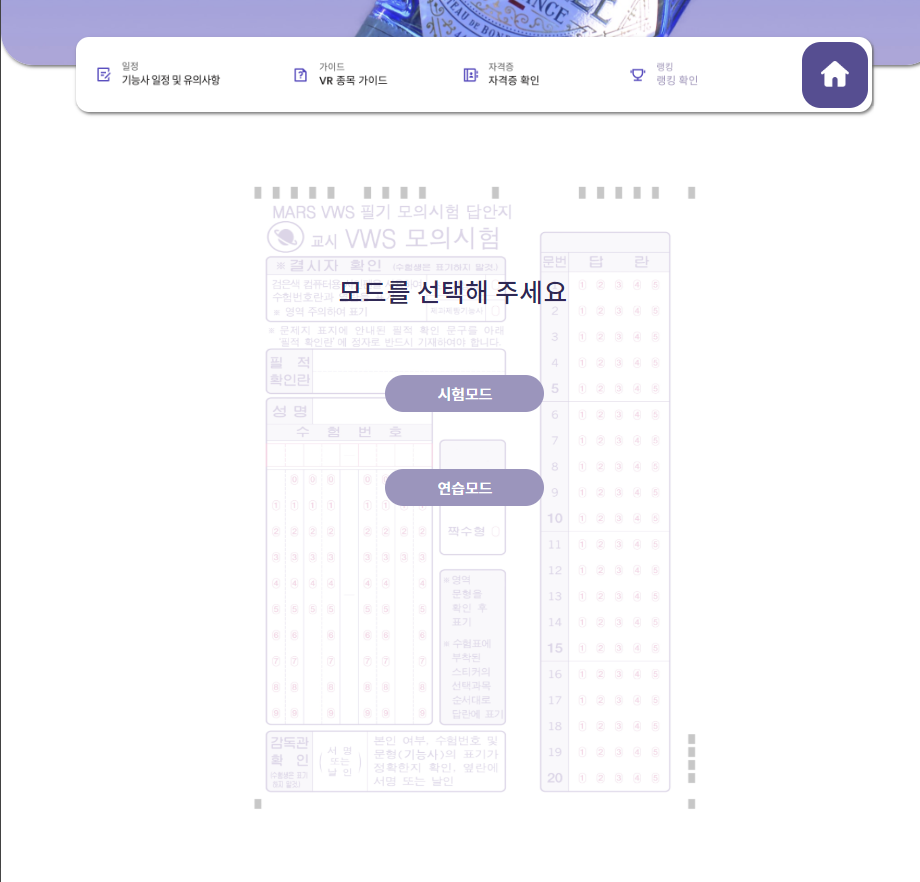 일정
기능사 일정 및 유의사항
가이드
VR 종목 가이드
자격증
자격증 확인
랭킹
랭킹 확인
MARS VWS 필기 모의시험 답안지
교시 VWS 모의시험
※ 결시자 확인 (수험생은 표기하지 말것.)
검은색 컴퓨터용
수험번호란과
모드를 선택해 주세요
※ 영역 주의하여 표기
※ 문제지 표지에 안내된 필적 확인 문구를 아래
'필적 확인란'에 정자로 반드시 기재하여야 합니다.
필 적
확인란
시험모드
성 명
수 험 번 호
연습모드
짝수형
※ 영역
문형을
확인 후
표기
※ 수험표에
부착된
스티커의
선택과목
순서대로
답란에 표기
감독관
확 인
(수험생은 표기
하지 말것.)
서 명
또는
날 인
본인 여부, 수험번호 및
문형(기능사)의 표기가
정확한지 확인, 옆란에
서명 또는 날인
문번 답 란
① ② ③ ④ ⑤
2 ① ② ③ ④ ⑤
3 ① ② ③ ④ ⑤
4 ① ② ③ ④ ⑤
5 ① ② ③ ④ ⑤
6 ① ② ③ ④ ⑤
7 ① ② ③ ④ ⑤
8 ① ② ③ ④ ⑤
9 ① ② ③ ④ ⑤
10 ① ② ③ ④ ⑤
11 ① ② ③ ④ ⑤
12 ① ② ③ ④ ⑤
13 ① ② ③ ④ ⑤
14 ① ② ③ ④ ⑤
15 ① ② ③ ④ ⑤
16 ① ② ③ ④ ⑤
17 ① ② ③ ④ ⑤
18 ① ② ③ ④ ⑤
19 ① ② ③ ④ ⑤
20 ① ② ③ ④ ⑤